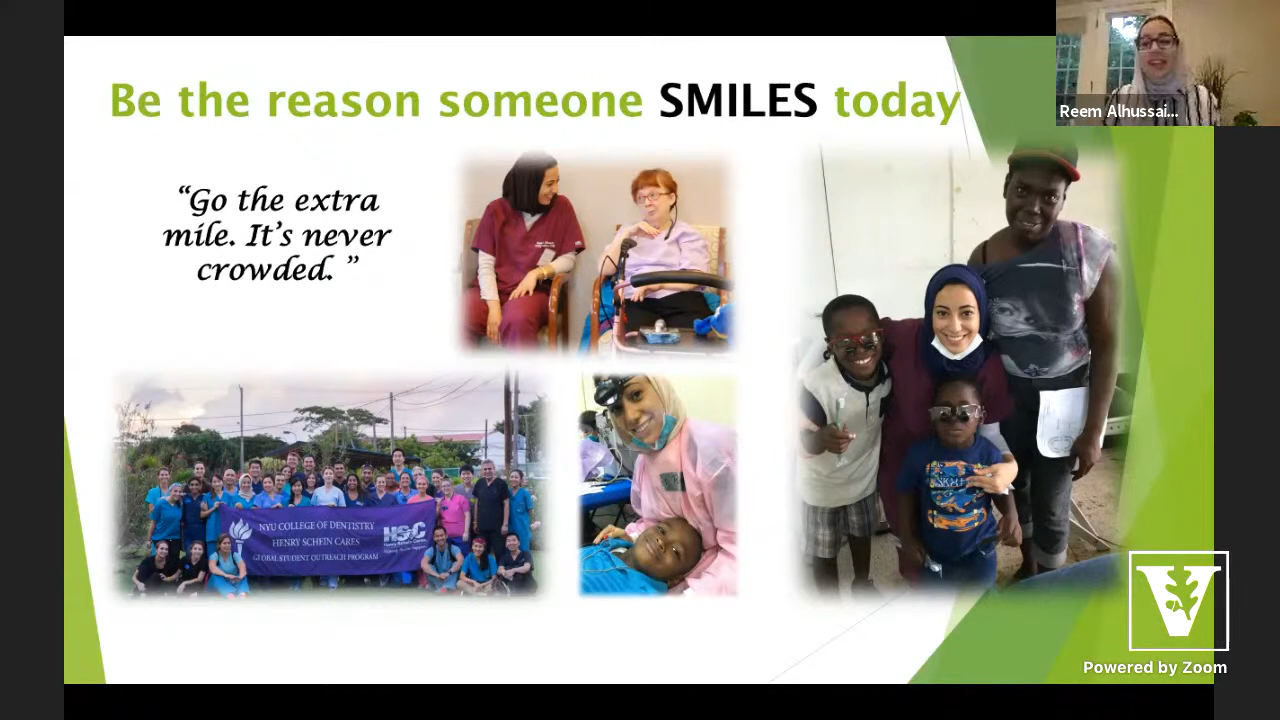 Be the reason someone SMILES today
Reem Alhussai...
“Go the extra
mile. It’s never
crowded. ”
NYU COLLEGE OF DENTISTRY
HENRY SCHEIN CARES
GLOBAL STUDENT OUTREACH PROGRAM
HS&C
V
Powered by Zoom